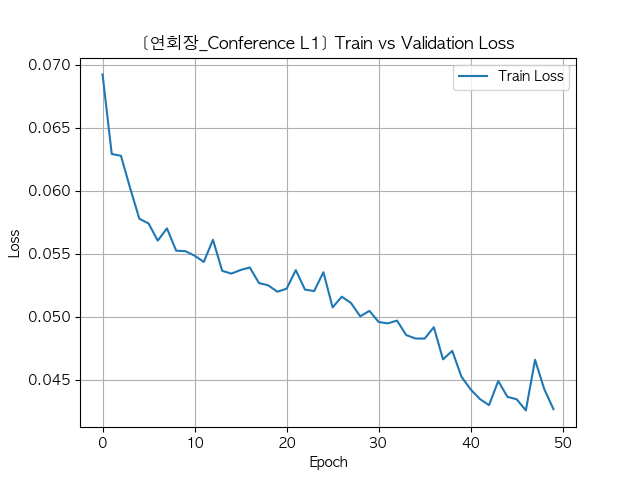 [연회장_Conference L1] Train vs Validation Loss
Train Loss
0.070
0.065
0.060
0.055
0.050
0.045
Loss
0 10 20 30 40 50
Epoch